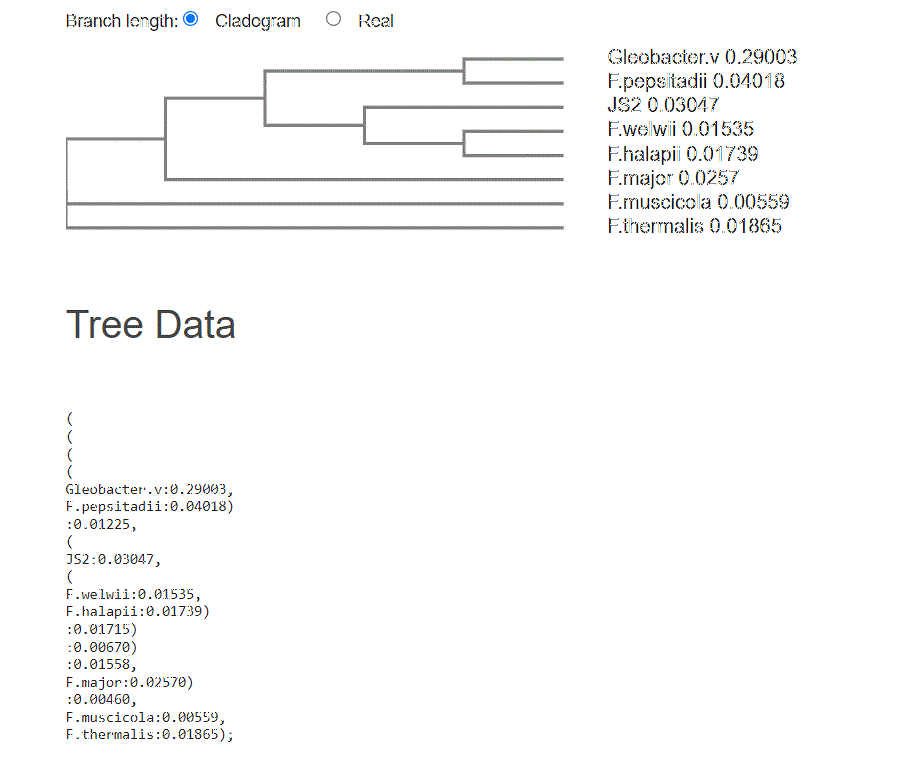 Branch length: Cladogram Real
Gleobacter.v 0.29003
F.pepsitadii 0.04018
JS2 0.03047
F.welwii 0.01535
F.halapii 0.01739
F.major 0.0257
F.muscicola 0.00559
F.thermalis 0.01865
Tree Data
(
(
(
(
Gleobacter.v:0.29003,
F.pepsitadii:0.04018)
:0.01225,
(
JS2:0.03047,
(
F.welwii:0.01535,
F.halapii:0.01739)
:0.01715)
:0.00670)
:0.01558,
F.major:0.02570)
:0.00460,
F.muscicola:0.00559,
F.thermalis:0.01865);